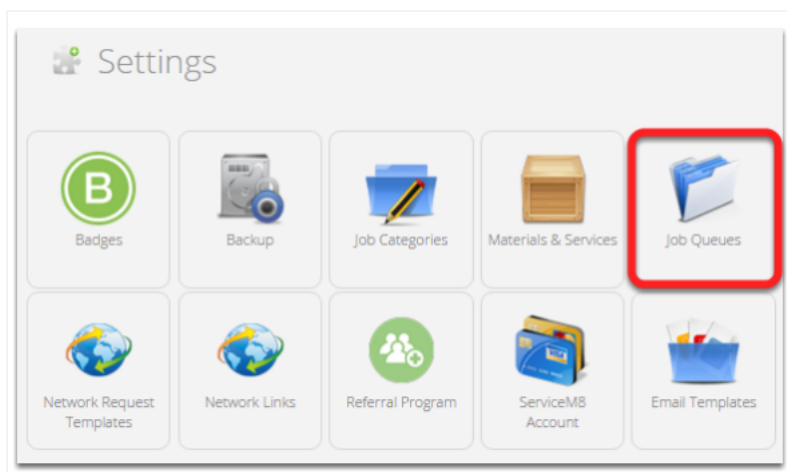 Settings
B
Badges
Backup
Job Categories
Materials & Services
Job Queues
Network Request
Templates
Network Links
Referral Program
ServiceM8
Account
Email Templates